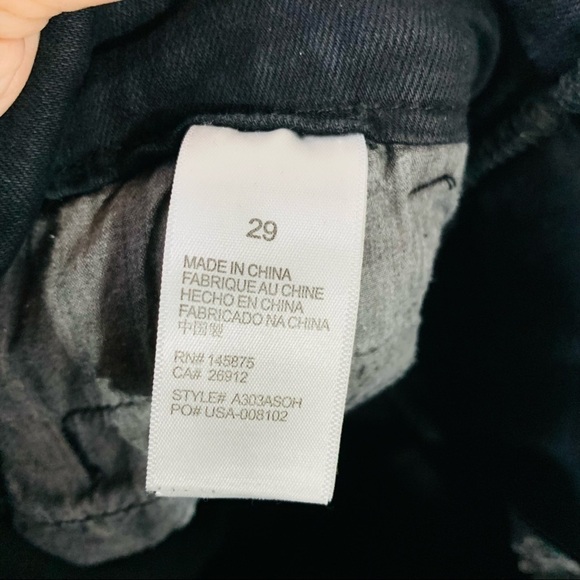 29
MADE IN CHINA
FABRIQUE AU CHINE
HECHO EN CHINA
FABRICADO NA CHINA
中国製
RN# 145875
CA# 26912
STYLE# A303ASOH
PO# USA-008102